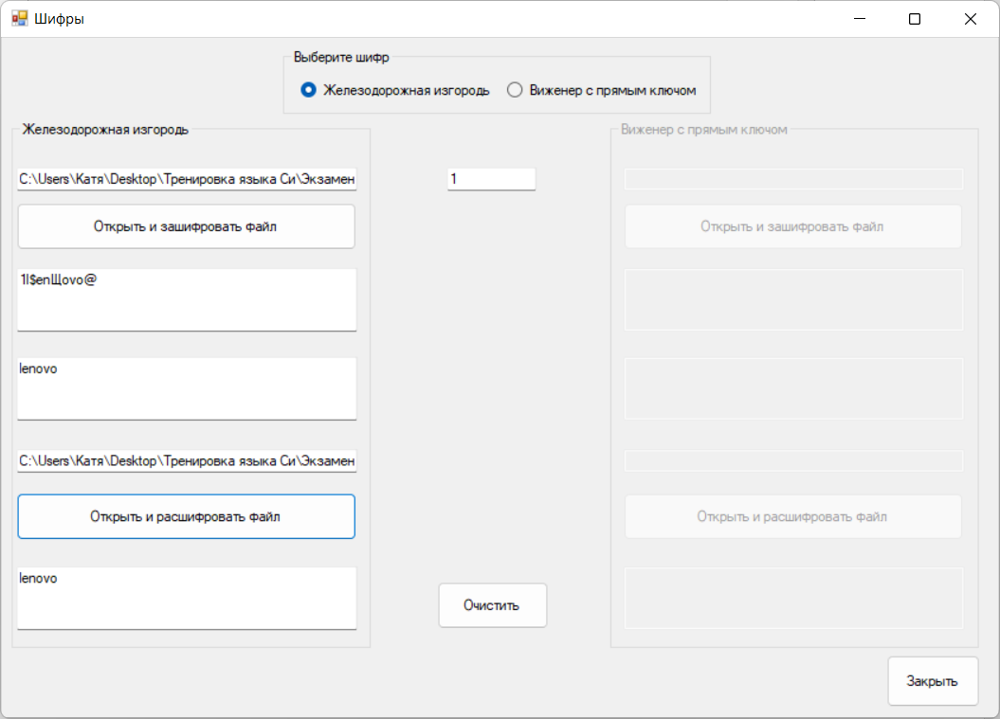 Шифры
Выберите шифр
Железодорожная изгородь
Виженер с прямым ключом
Железодорожная изгородь
C:\Users\Катя\Desktop\Тренировка языка Си\Экзамен
Открыть и зашифровать файл
1l$enЩovo@
lenovo
C:\Users\Катя\Desktop\Тренировка языка Си\Экзамен
Открыть и расшифровать файл
lenovo
1
Очистить
Виженер с прямым ключом
Открыть и зашифровать файл
Открыть и расшифровать файл
Закрыть